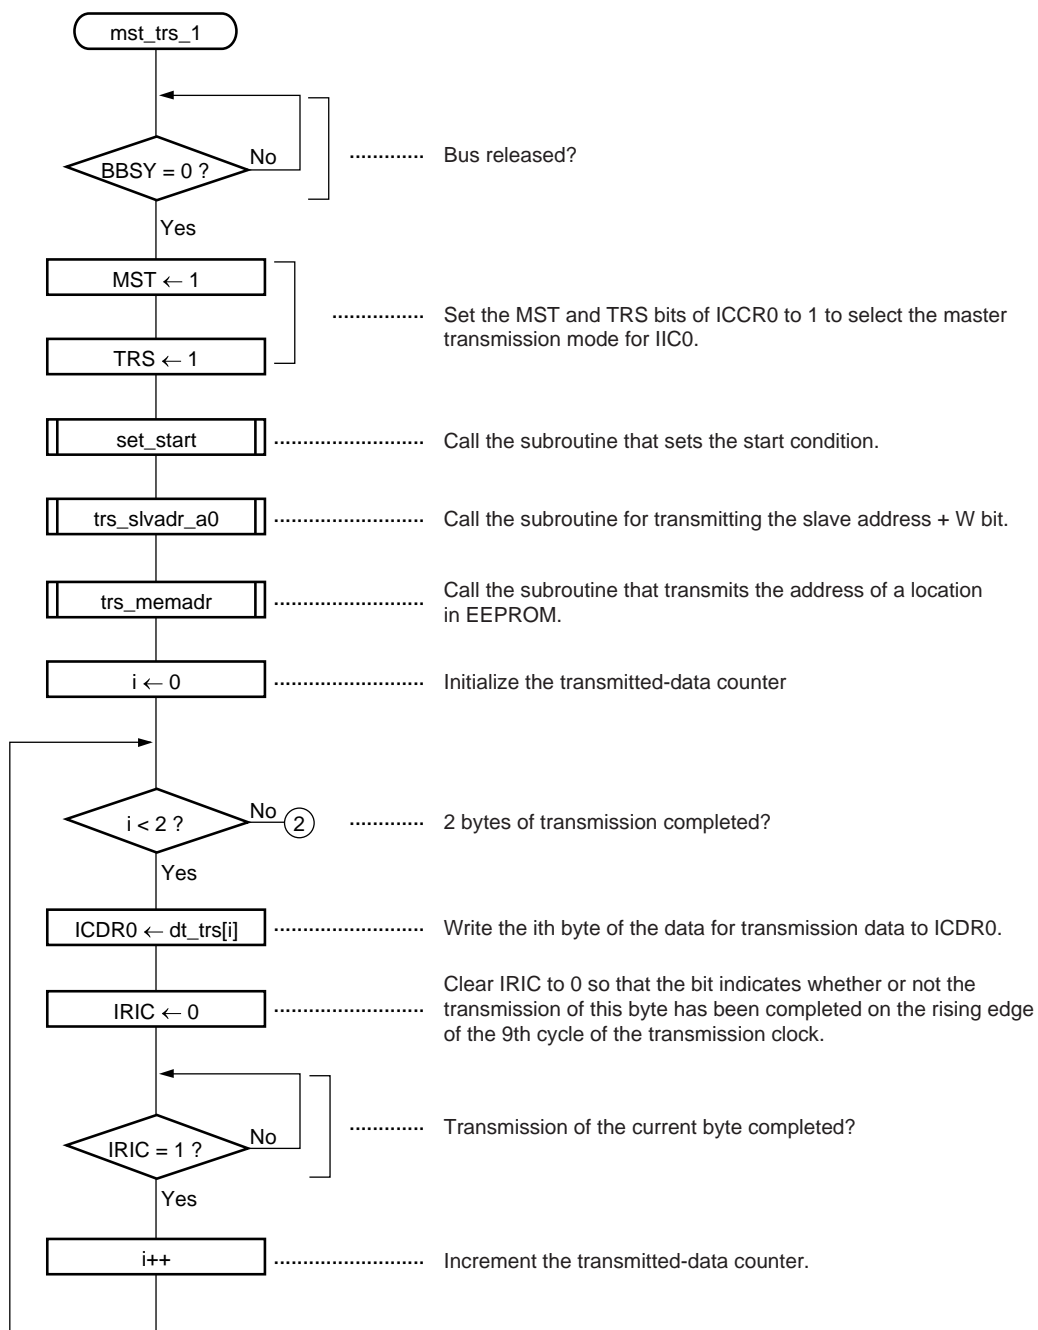 mst_trs_1
BBSY = 0 ?
No
Bus released?
Yes
MST ← 1
Set the MST and TRS bits of ICCR0 to 1 to select the master
transmission mode for IIC0.
TRS ← 1
set_start
Call the subroutine that sets the start condition.
trs_slvadr_a0
Call the subroutine for transmitting the slave address + W bit.
trs_memadr
Call the subroutine that transmits the address of a location
in EEPROM.
i ← 0
Initialize the transmitted-data counter
i < 2 ?
No
2
2 bytes of transmission completed?
Yes
ICDR0 ← dt_trs[i]
Write the ith byte of the data for transmission data to ICDR0.
IRIC ← 0
Clear IRIC to 0 so that the bit indicates whether or not the
transmission of this byte has been completed on the rising edge
of the 9th cycle of the transmission clock.
IRIC = 1 ?
No
Transmission of the current byte completed?
Yes
i++
Increment the transmitted-data counter.